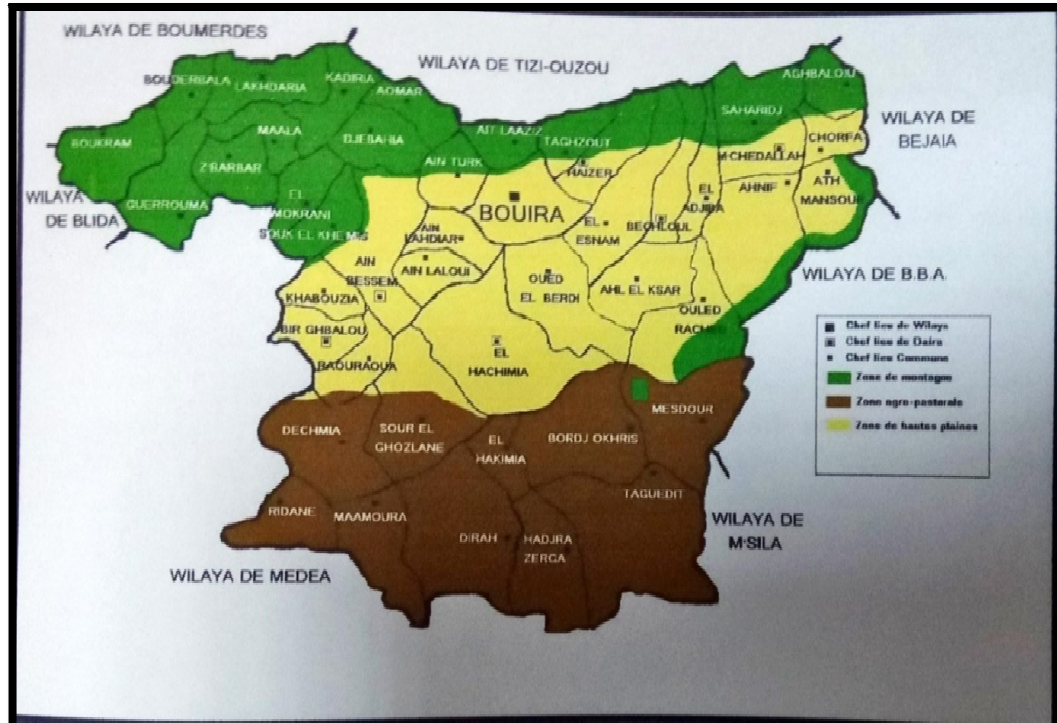 WILAYA DE BOUMERDES
WILAYA DE TIZI-OUZOU
BOUDERBALA
LAKHDARIA
KADIRIA
AOMAR
AGHBALOU
SAHARIDJ
WILAYA DE
BEJAIA
BOUKRAM
MAALA
DJEBAHIA
AIT LAAZIZ
TAGHZOUT
CHORFA
M'CHEDALLAH
Z'BARBAR
AIN TURK
HAIZER
AHNIF
ATH
MANSOUR
WILAYA
DE BLIDA
GUERROUMA
EL
MOKRANI
SOUK EL KHEMIS
BOUIRA
EL
ADJIBA
BECHLOUL
EL
ESNAM
AIN
LAHDJAR
AIN LALOUI
AIN
BESSEM
OUED
EL BERDI
AHL EL KSAR
WILAYA DE B.B.A.
KHABOUZIA
BIR GHBALOU
RAOURAOUA
EL
HACHIMIA
OULED
RACHED
Chef lieu de Wilaya
Chef lieu de Daira
Chef lieu Commune
Zone de montagne
Zone agro-pastorale
Zone de hautes plaines
DECHMIA
SOUR EL
GHOZLANE
EL
HAKIMIA
BORDJ OKHRIS
MESDOUR
TAGUEDIT
RIDANE
MAAMOURA
DIRAH
HADJRA
ZERGA
WILAYA DE
M'SILA
WILAYA DE MEDEA